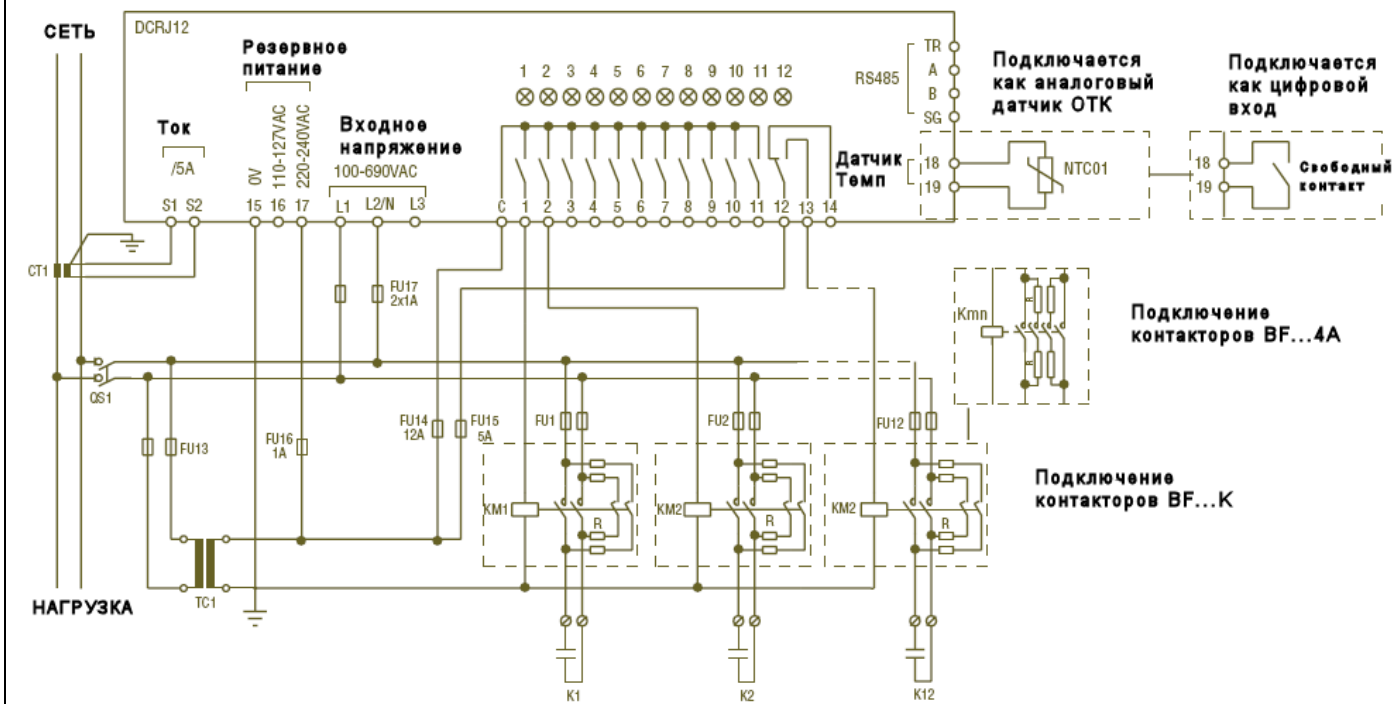 СЕТЬ
DCRJ12
Резервное
питание
Ток
/5A
0V
110-127VAC
220-240VAC
Входное
напряжение
100-690VAC
1 2 3 4 5 6 7 8 9 10 11 12
RS485
TR
A
B
SG
Подключается
как аналоговый
датчик ОТК
Подключается
как цифровой
вход
Датчик
Темп
18
19
NTC01
18
19
Свободный
контакт
S1 S2 15 16 17 L1 L2/N L3 C 1 2 3 4 5 6 7 8 9 10 11 12 13 14
CT1
FU17
2x1A
Kmn
R
R
Подключение
контакторов BF...4A
QS1
FU13
FU16
1A
FU14
12A
FU15
5A
FU1
FU2
FU12
Подключение
контакторов BF...K
KM1
R
KM2
R
KM2
R
НАГРУЗКА
TC1
K1
K2
K12